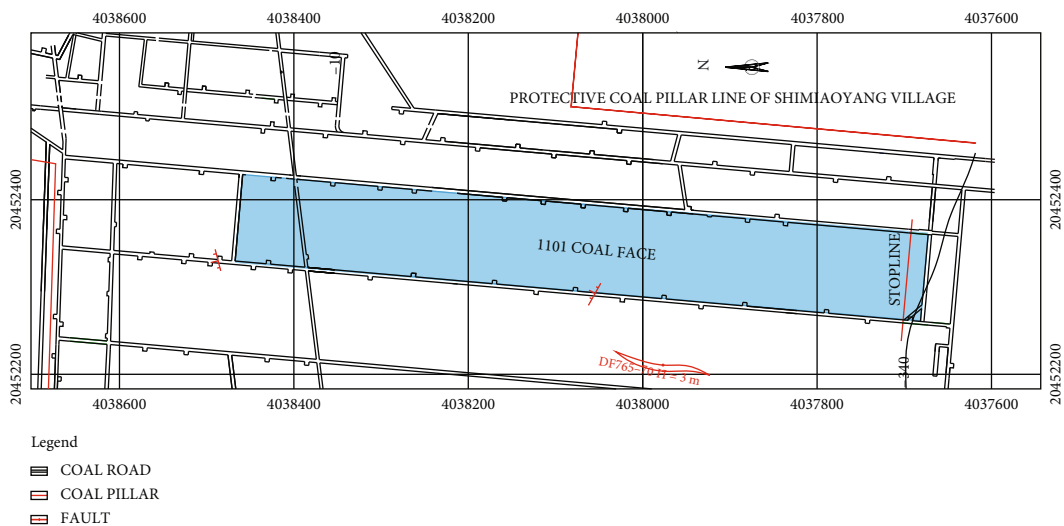 4038600 4038400 4038200 4038000 4037800 4037600
N
PROTECTIVE COAL PILLAR LINE OF SHIMIAOYANG VILLAGE
20452400
20452400
1101 COAL FACE
STOPLINE
20452200
20452200
340
4038600 4038400 4038200 4038000 4037800 4037600
Legend
COAL ROAD
COAL PILLAR
FAULT